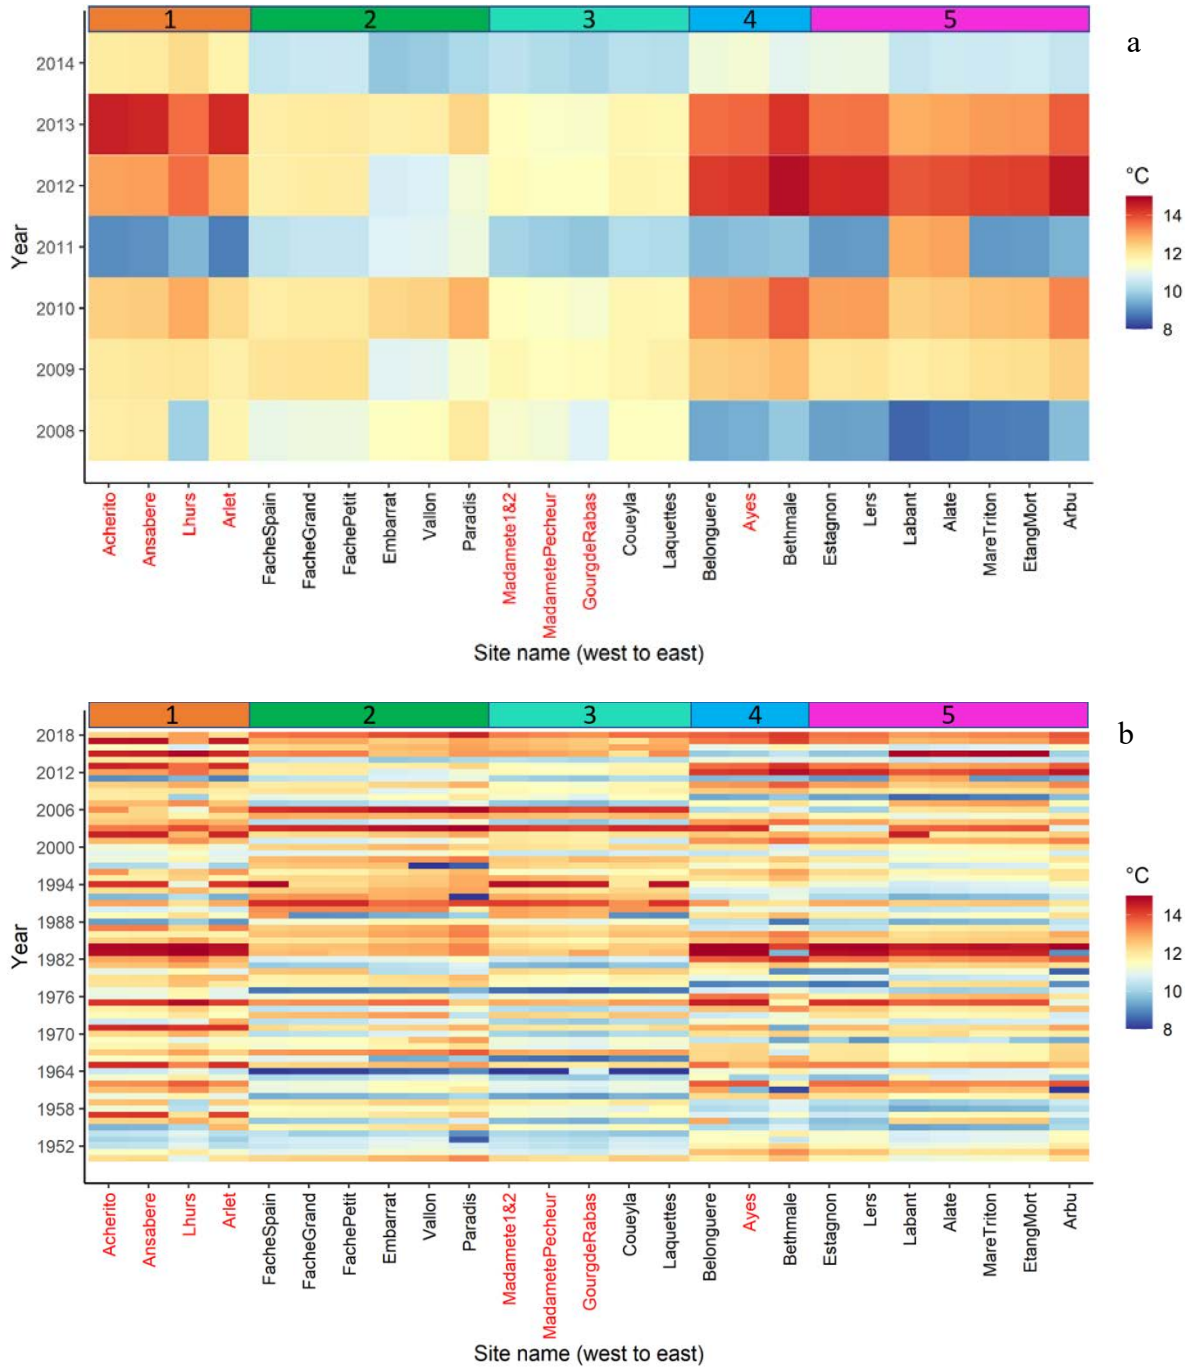 1 2 3 4 5
a
2014
2013
2012
2011
2010
2009
2008
Year
°C
14
12
10
8
Acherito
Ansabere
Lhurs
Arlet
FacheSpain
FacheGrand
FachePetit
Embarrat
Vallon
Paradis
Madamete1&2
MadametePecheur
GourgdeRabas
Coueyla
Laquettes
Belonguere
Ayes
Bethmale
Estagnon
Lers
Labant
Alate
MareTriton
EtangMort
Arbu
Site name (west to east)
1 2 3 4 5
b
2018
2012
2006
2000
1994
1988
1982
1976
1970
1964
1958
1952
Year
°C
14
12
10
8
Acherito
Ansabere
Lhurs
Arlet
FacheSpain
FacheGrand
FachePetit
Embarrat
Vallon
Paradis
Madamete1&2
MadametePecheur
GourgdeRabas
Coueyla
Laquettes
Belonguere
Ayes
Bethmale
Estagnon
Lers
Labant
Alate
MareTriton
EtangMort
Arbu
Site name (west to east)